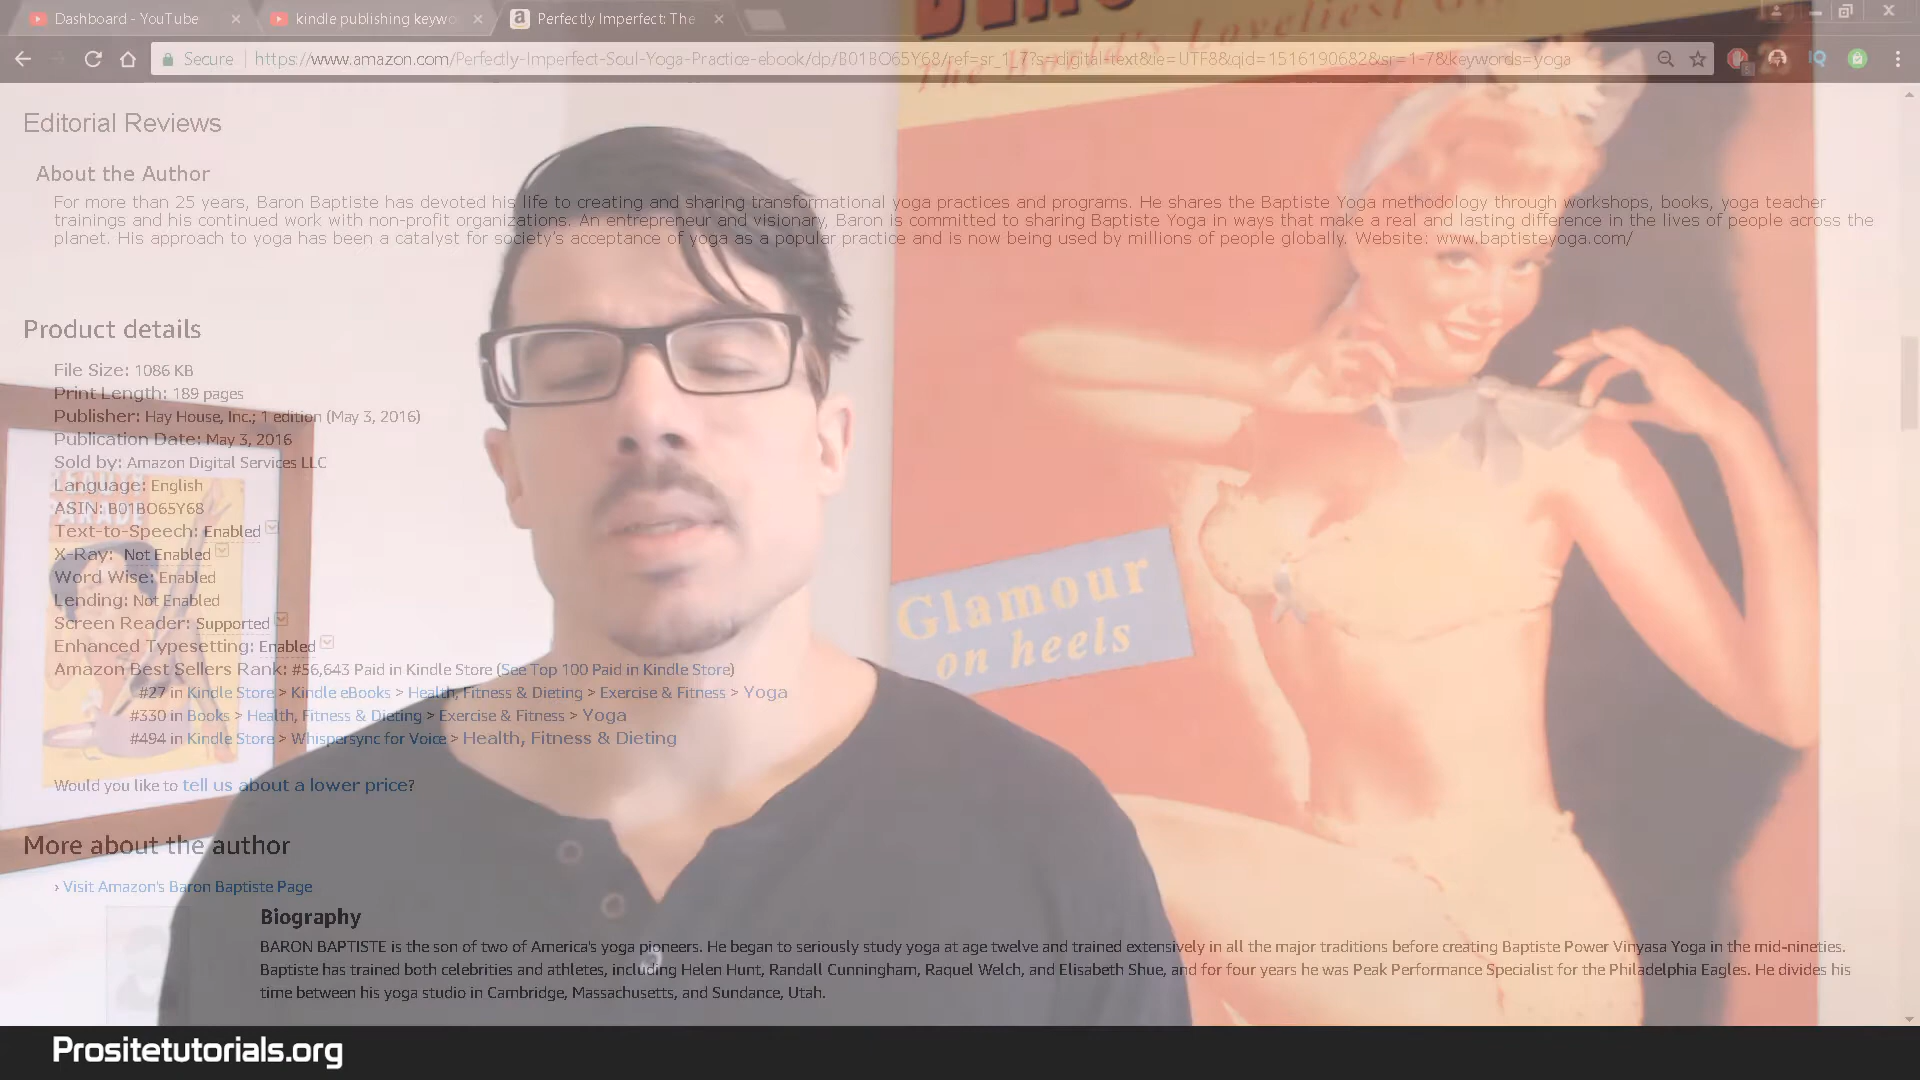 Dashboard - YouTube
kindle publishing keywo
Perfectly Imperfect: The
Secure
https://www.amazon.com/Perfectly-Imperfect-Soul-Yoga-Practice-ebook/dp/B01BO65Y68/ref=sr_1_7?s=digital-text&ie=UTF8&qid=1516190682&sr=1-7&keywords=yoga
The World's Loveliest
Editorial Reviews
About the Author
For more than 25 years, Baron Baptiste has devoted his life to creating and sharing transformational yoga practices and programs. He shares the Baptiste Yoga methodology through workshops, books, yoga teacher
trainings and his continued work with non-profit organizations. An entrepreneur and visionary, Baron is committed to sharing Baptiste Yoga in ways that make a real and lasting difference in the lives of people across the
planet. His approach to yoga has been a catalyst for society's acceptance of yoga as a popular practice and is now being used by millions of people globally. Website: www.baptisteyoga.com/
Product details
File Size: 1086 KB
Print Length: 189 pages
Publisher: Hay House, Inc.; 1 edition (May 3, 2016)
Publication Date: May 3, 2016
Sold by: Amazon Digital Services LLC
Language: English
ASIN: B01BO65Y68
Text-to-Speech: Enabled
X-Ray: Not Enabled
Word Wise: Enabled
Lending: Not Enabled
Screen Reader: Supported
Enhanced Typesetting: Enabled
Amazon Best Sellers Rank: #56,643 Paid in Kindle Store (See Top 100 Paid in Kindle Store)
#27 in Kindle Store > Kindle eBooks > Health, Fitness & Dieting > Exercise & Fitness > Yoga
#330 in Books > Health, Fitness & Dieting > Exercise & Fitness > Yoga
#494 in Kindle Store > Whispersync for Voice > Health, Fitness & Dieting
Would you like to tell us about a lower price?
Glamour
on heels
More about the author
› Visit Amazon's Baron Baptiste Page
Biography
BARON BAPTISTE is the son of two of America's yoga pioneers. He began to seriously study yoga at age twelve and trained extensively in all the major traditions before creating Baptiste Power Vinyasa Yoga in the mid-nineties.
Baptiste has trained both celebrities and athletes, including Helen Hunt, Randall Cunningham, Raquel Welch, and Elisabeth Shue, and for four years he was Peak Performance Specialist for the Philadelphia Eagles. He divides his
time between his yoga studio in Cambridge, Massachusetts, and Sundance, Utah.
Prositetutorials.org